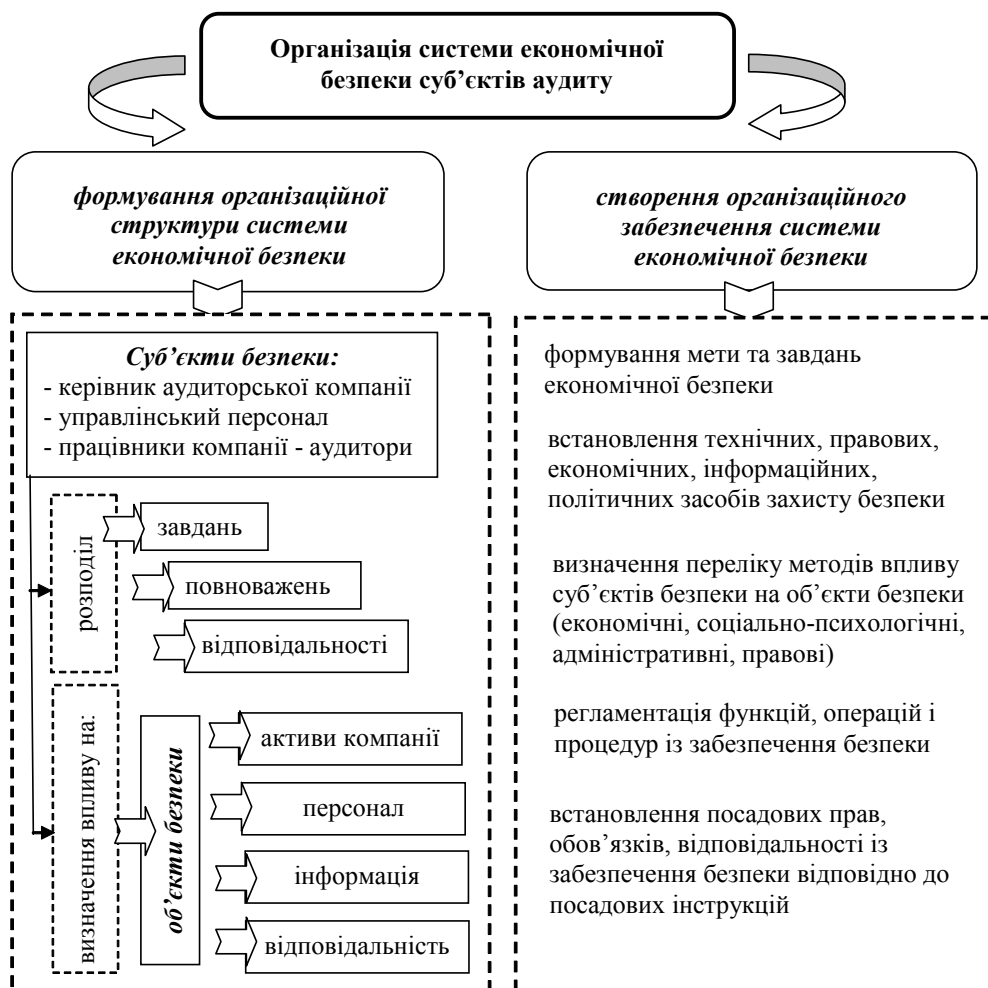 Організація системи економічної
безпеки суб’єктів аудиту
формування організаційної
структури системи
економічної безпеки
створення організаційного
забезпечення системи
економічної безпеки
Суб’єкти безпеки:
- керівник аудиторської компанії
- управлінський персонал
- працівники компанії - аудитори
розподіл
завдань
повноважень
відповідальності
визначення впливу на:
об’єкти безпеки
активи компанії
персонал
інформація
відповідальність
формування мети та завдань
економічної безпеки
встановлення технічних, правових,
економічних, інформаційних,
політичних засобів захисту безпеки
визначення переліку методів впливу
суб’єктів безпеки на об’єкти безпеки
(економічні, соціально-психологічні,
адміністративні, правові)
регламентація функцій, операцій і
процедур із забезпечення безпеки
встановлення посадових прав,
обов’язків, відповідальності із
забезпечення безпеки відповідно до
посадових інструкцій